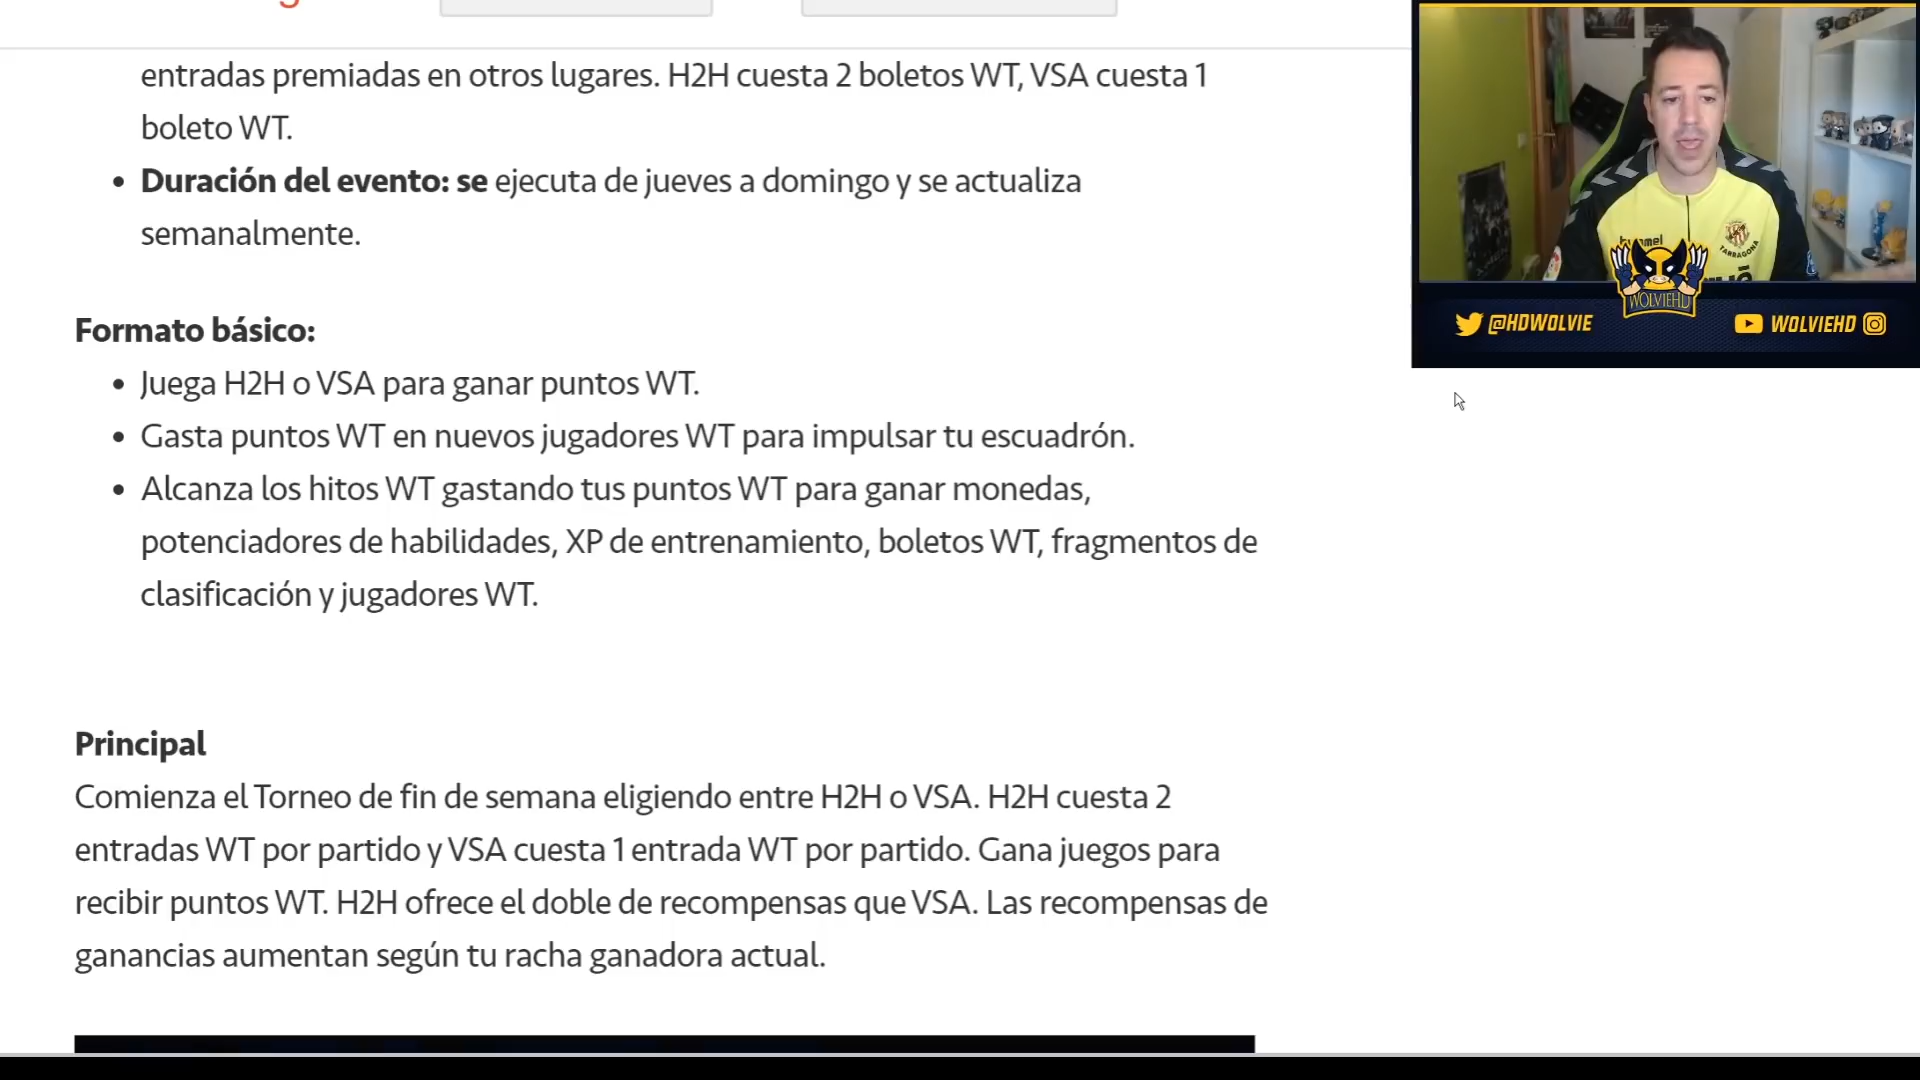 entradas premiadas en otros lugares. H2H cuesta 2 boletos WT, VSA cuesta 1
boleto WT.
Duración del evento: se ejecuta de jueves a domingo y se actualiza
semanalmente.
Formato básico:
Juega H2H o VSA para ganar puntos WT.
Gasta puntos WT en nuevos jugadores WT para impulsar tu escuadrón.
Alcanza los hitos WT gastando tus puntos WT para ganar monedas,
potenciadores de habilidades, XP de entrenamiento, boletos WT, fragmentos de
clasificación y jugadores WT.
Principal
Comienza el Torneo de fin de semana eligiendo entre H2H o VSA. H2H cuesta 2
entradas WT por partido y VSA cuesta 1 entrada WT por partido. Gana juegos para
recibir puntos WT. H2H ofrece el doble de recompensas que VSA. Las recompensas de
ganancias aumentan según tu racha ganadora actual.
TARRAGONA
WOLVIEHD
@HDWOLVIE
WOLVIEHD